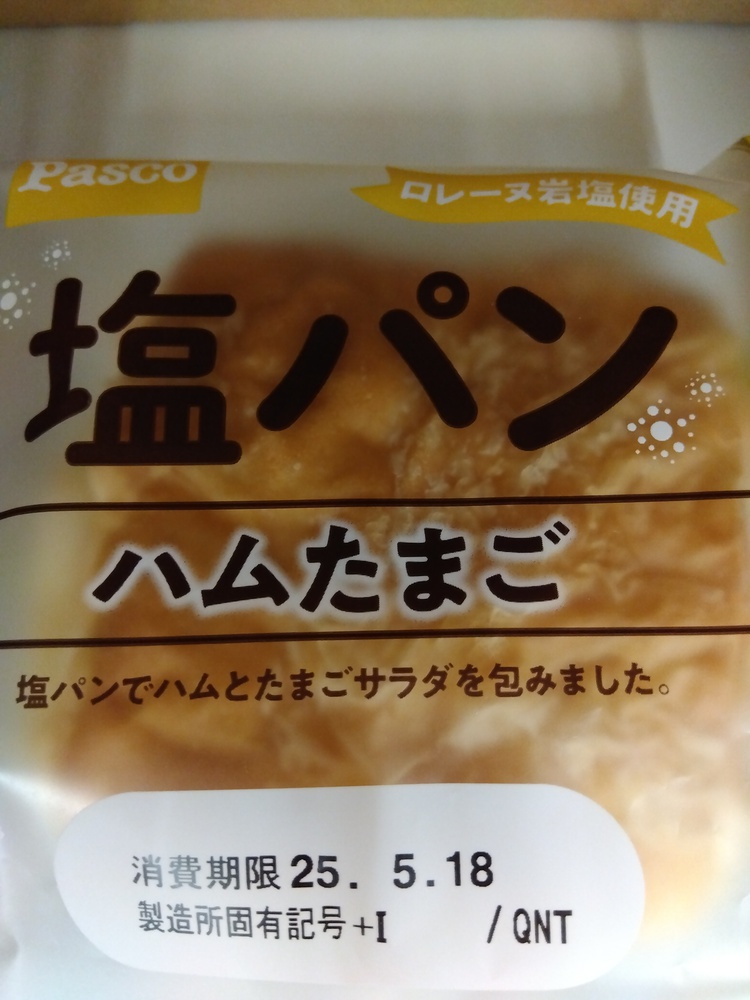 Pasco
ロレーヌ岩塩使用
塩パン
ハムたまご
塩パンでハムとたまごサラダを包みました。
消費期限 25. 5.18
製造所固有記号+I /QNT